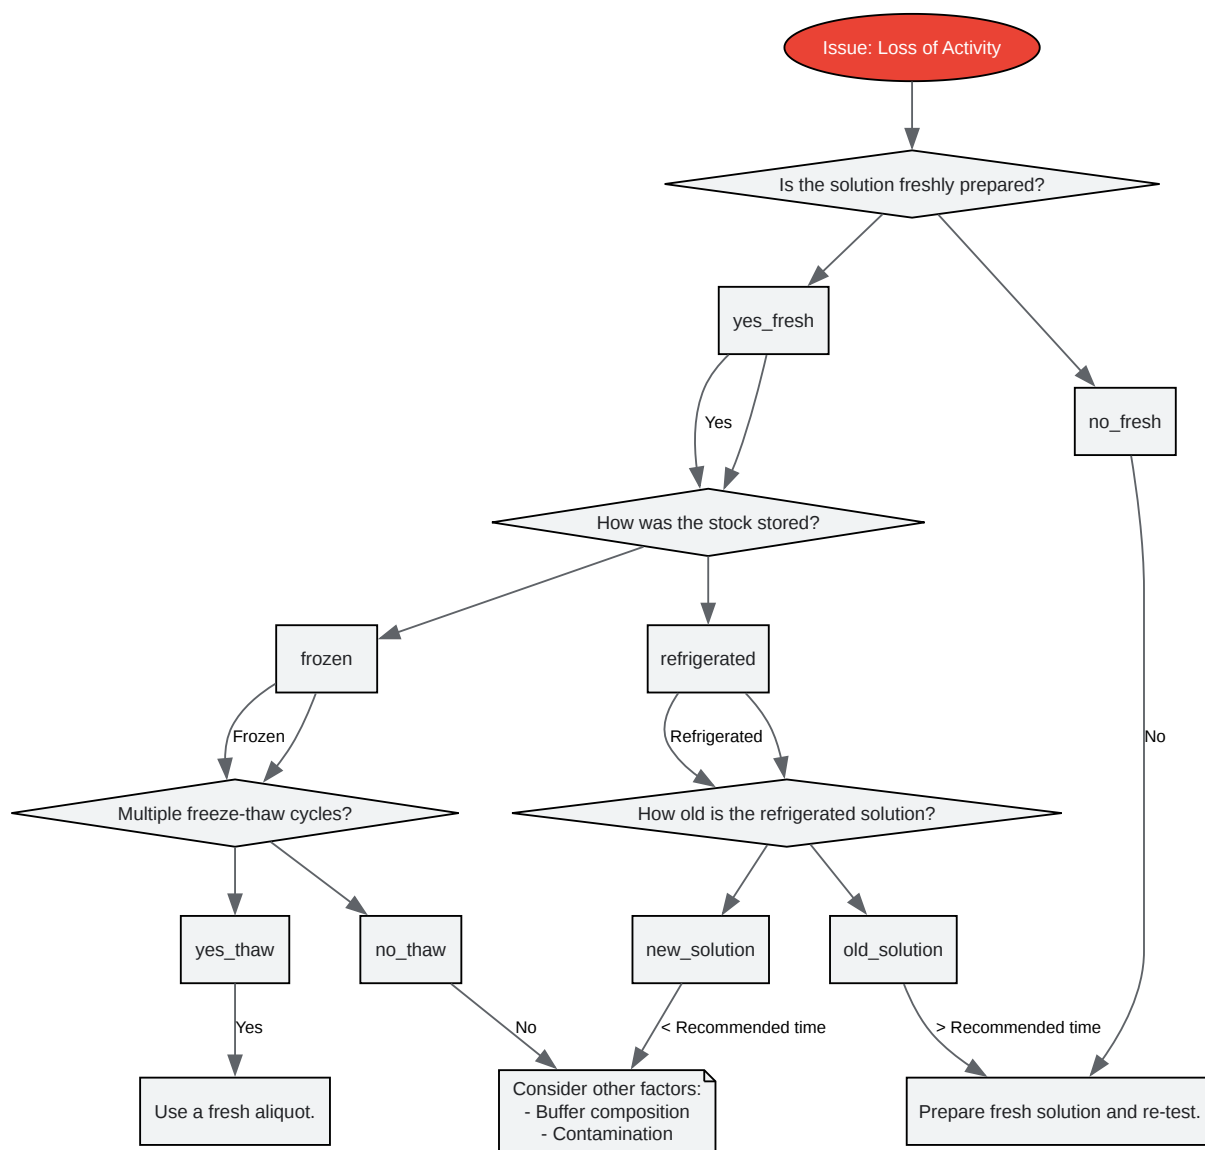 Issue: Loss of Activity
Is the solution freshly prepared?
yes_fresh
no_fresh
Yes
How was the stock stored?
frozen
refrigerated
Frozen
Refrigerated
No
Multiple freeze-thaw cycles?
How old is the refrigerated solution?
yes_thaw
no_thaw
new_solution
old_solution
Yes
No
< Recommended time
> Recommended time
Use a fresh aliquot.
Consider other factors:
- Buffer composition
- Contamination
Prepare fresh solution and re-test.